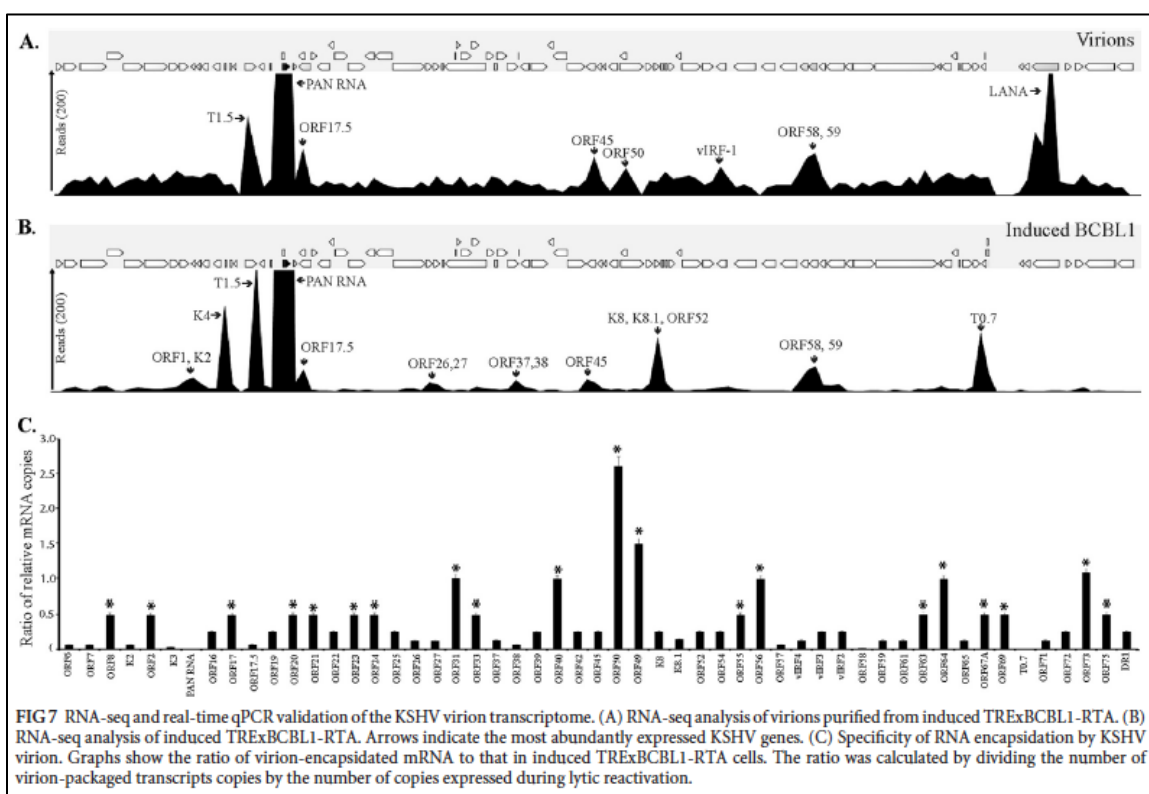 A.
Virions
Reads (200)
T1.5
PAN RNA
ORF17.5
ORF45
ORF50
vIRF-1
ORF58, 59
LANA
B.
Induced BCBL1
Reads (200)
ORF1, K2
K4
T1.5
PAN RNA
ORF17.5
ORF26,27
ORF37,38
ORF45
K8, K8.1, ORF52
ORF58, 59
T0.7
C.
Ratio of relative mRNA copies
3.0
2.5
2.0
1.5
1.0
0.5
* * * * * * * * * * * * * * * * * * * *
ORF6
ORF7
ORF8
K2
ORF2
K3
PAN RNA
ORF16
ORF17
ORF17.5
ORF19
ORF20
ORF21
ORF22
ORF23
ORF24
ORF25
ORF26
ORF27
ORF31
ORF33
ORF37
ORF38
ORF39
ORF40
ORF42
ORF45
ORF50
ORF49
K8
K8.1
ORF52
ORF54
ORF55
ORF56
ORF57
vIRF4
vIRF3
vIRF2
ORF58
ORF59
ORF61
ORF63
ORF64
ORF65
ORF67A
ORF69
T0.7
ORF71
ORF72
ORF73
ORF75
DR1
FIG 7 RNA-seq and real-time qPCR validation of the KSHV virion transcriptome. (A) RNA-seq analysis of virions purified from induced TRExBCBL1-RTA. (B)
RNA-seq analysis of induced TRExBCBL1-RTA. Arrows indicate the most abundantly expressed KSHV genes. (C) Specificity of RNA encapsidation by KSHV
virion. Graphs show the ratio of virion-encapsidated mRNA to that in induced TRExBCBL1-RTA cells. The ratio was calculated by dividing the number of
virion-packaged transcripts copies by the number of copies expressed during lytic reactivation.